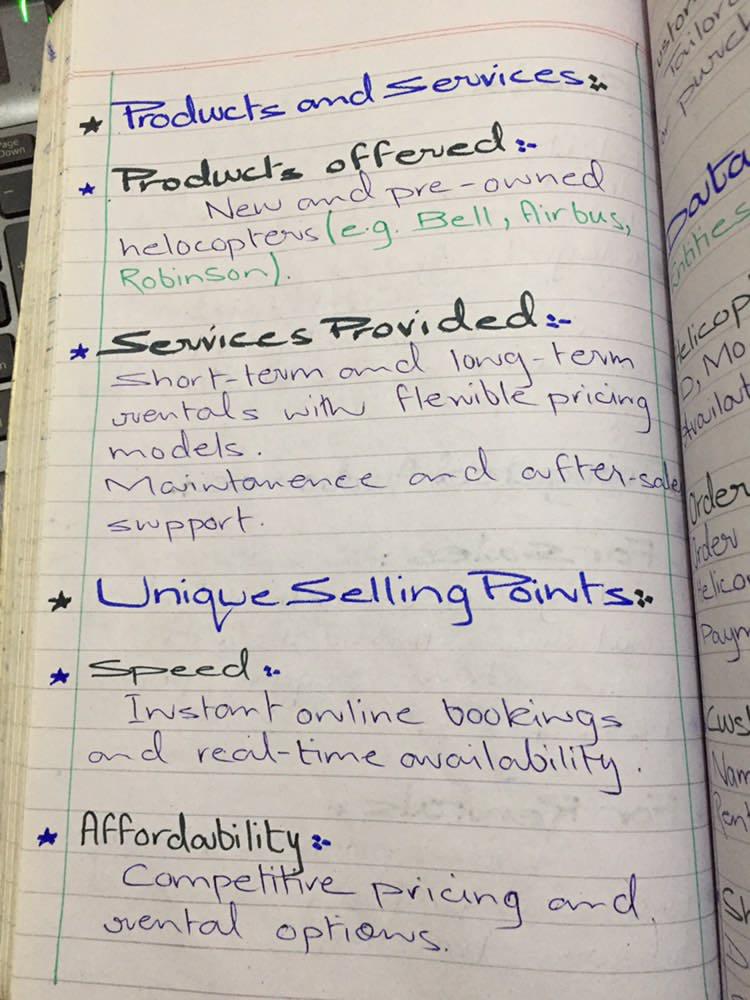 ★ Products and Services:-
★ Products offered:-
New and pre-owned
helocopters (e.g. Bell, Airbus,
Robinson).
★ Services Provided:-
Short-term and long-term
rentals with flexible pricing
models.
Maintanence and after-sale
support.
★ Unique Selling Points:-
★ Speed:-
Instant online bookings
and real-time availability.
★ Affordability:-
Competitive pricing and
rental options.
Page
Down
Tailor
purch
Data
Entities
Helicop
D, Mo
Availab
Order
Order
Helico
Paym
Cust
Nam
Ren
Sh